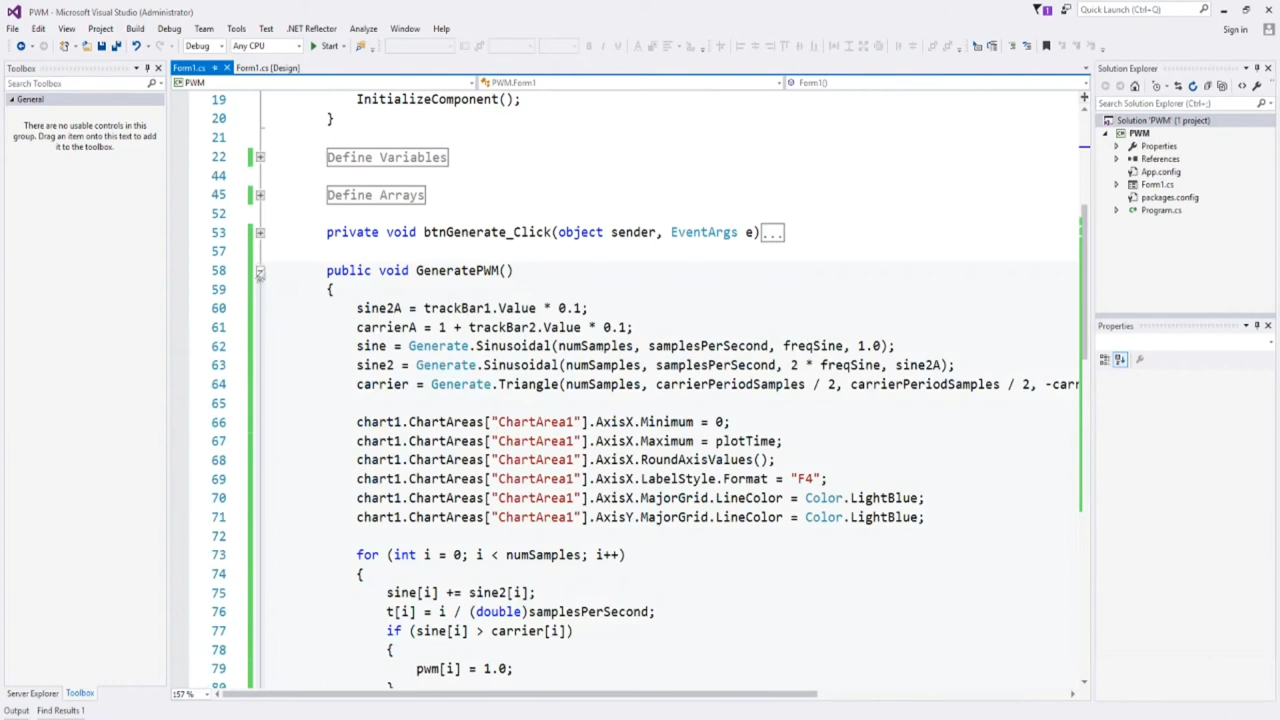 PWM - Microsoft Visual Studio (Administrator)
1
Quick Launch (Ctrl+Q)
File Edit View Project Build Debug Team Tools Test .NET Reflector Analyze Window Help
Sign in
Debug Any CPU Start
Toolbox
Search Toolbox
General
There are no usable controls in this
group. Drag an item onto this text to add
it to the toolbox.
Form1.cs Form1.cs [Design]
PWM PWM.Form1 Form1()
19 InitializeComponent();
20 }
21
22 Define Variables
44
45 Define Arrays
52
53 private void btnGenerate_Click(object sender, EventArgs e)...
57
58 public void GeneratePWM()
59 {
60 sine2A = trackBar1.Value * 0.1;
61 carrierA = 1 + trackBar2.Value * 0.1;
62 sine = Generate.Sinusoidal(numSamples, samplesPerSecond, freqSine, 1.0);
63 sine2 = Generate.Sinusoidal(numSamples, samplesPerSecond, 2 * freqSine, sine2A);
64 carrier = Generate.Triangle(numSamples, carrierPeriodSamples / 2, carrierPeriodSamples / 2, -carr
65
66 chart1.ChartAreas["ChartArea1"].AxisX.Minimum = 0;
67 chart1.ChartAreas["ChartArea1"].AxisX.Maximum = plotTime;
68 chart1.ChartAreas["ChartArea1"].AxisX.RoundAxisValues();
69 chart1.ChartAreas["ChartArea1"].AxisX.LabelStyle.Format = "F4";
70 chart1.ChartAreas["ChartArea1"].AxisX.MajorGrid.LineColor = Color.LightBlue;
71 chart1.ChartAreas["ChartArea1"].AxisY.MajorGrid.LineColor = Color.LightBlue;
72
73 for (int i = 0; i < numSamples; i++)
74 {
75 sine[i] += sine2[i];
76 t[i] = i / (double)samplesPerSecond;
77 if (sine[i] > carrier[i])
78 {
79 pwm[i] = 1.0;
80 }
157 %
Solution Explorer
Search Solution Explorer (Ctrl+;)
Solution 'PWM' (1 project)
PWM
Properties
References
App.config
Form1.cs
packages.config
Program.cs
Properties
Server Explorer Toolbox
Output Find Results 1